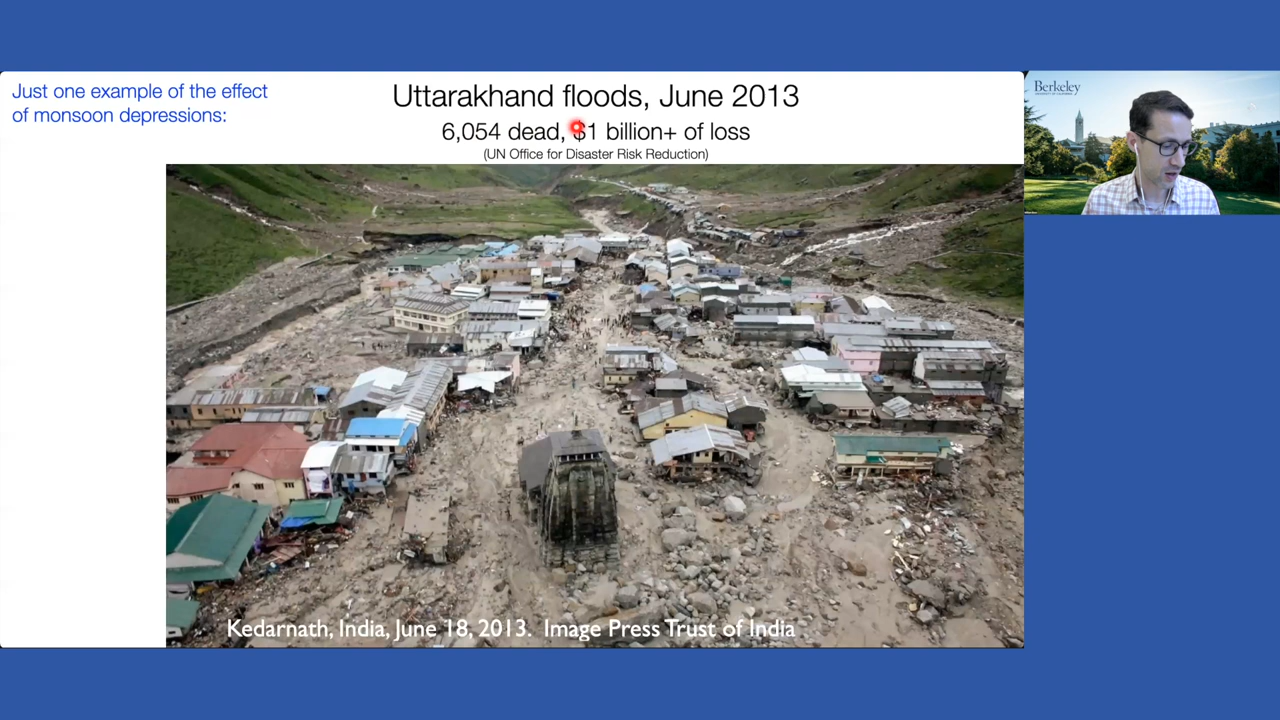 Just one example of the effect
of monsoon depressions:
Uttarakhand floods, June 2013
6,054 dead, $1 billion+ of loss
(UN Office for Disaster Risk Reduction)
Berkeley
Kedarnath, India, June 18, 2013. Image Press Trust of India